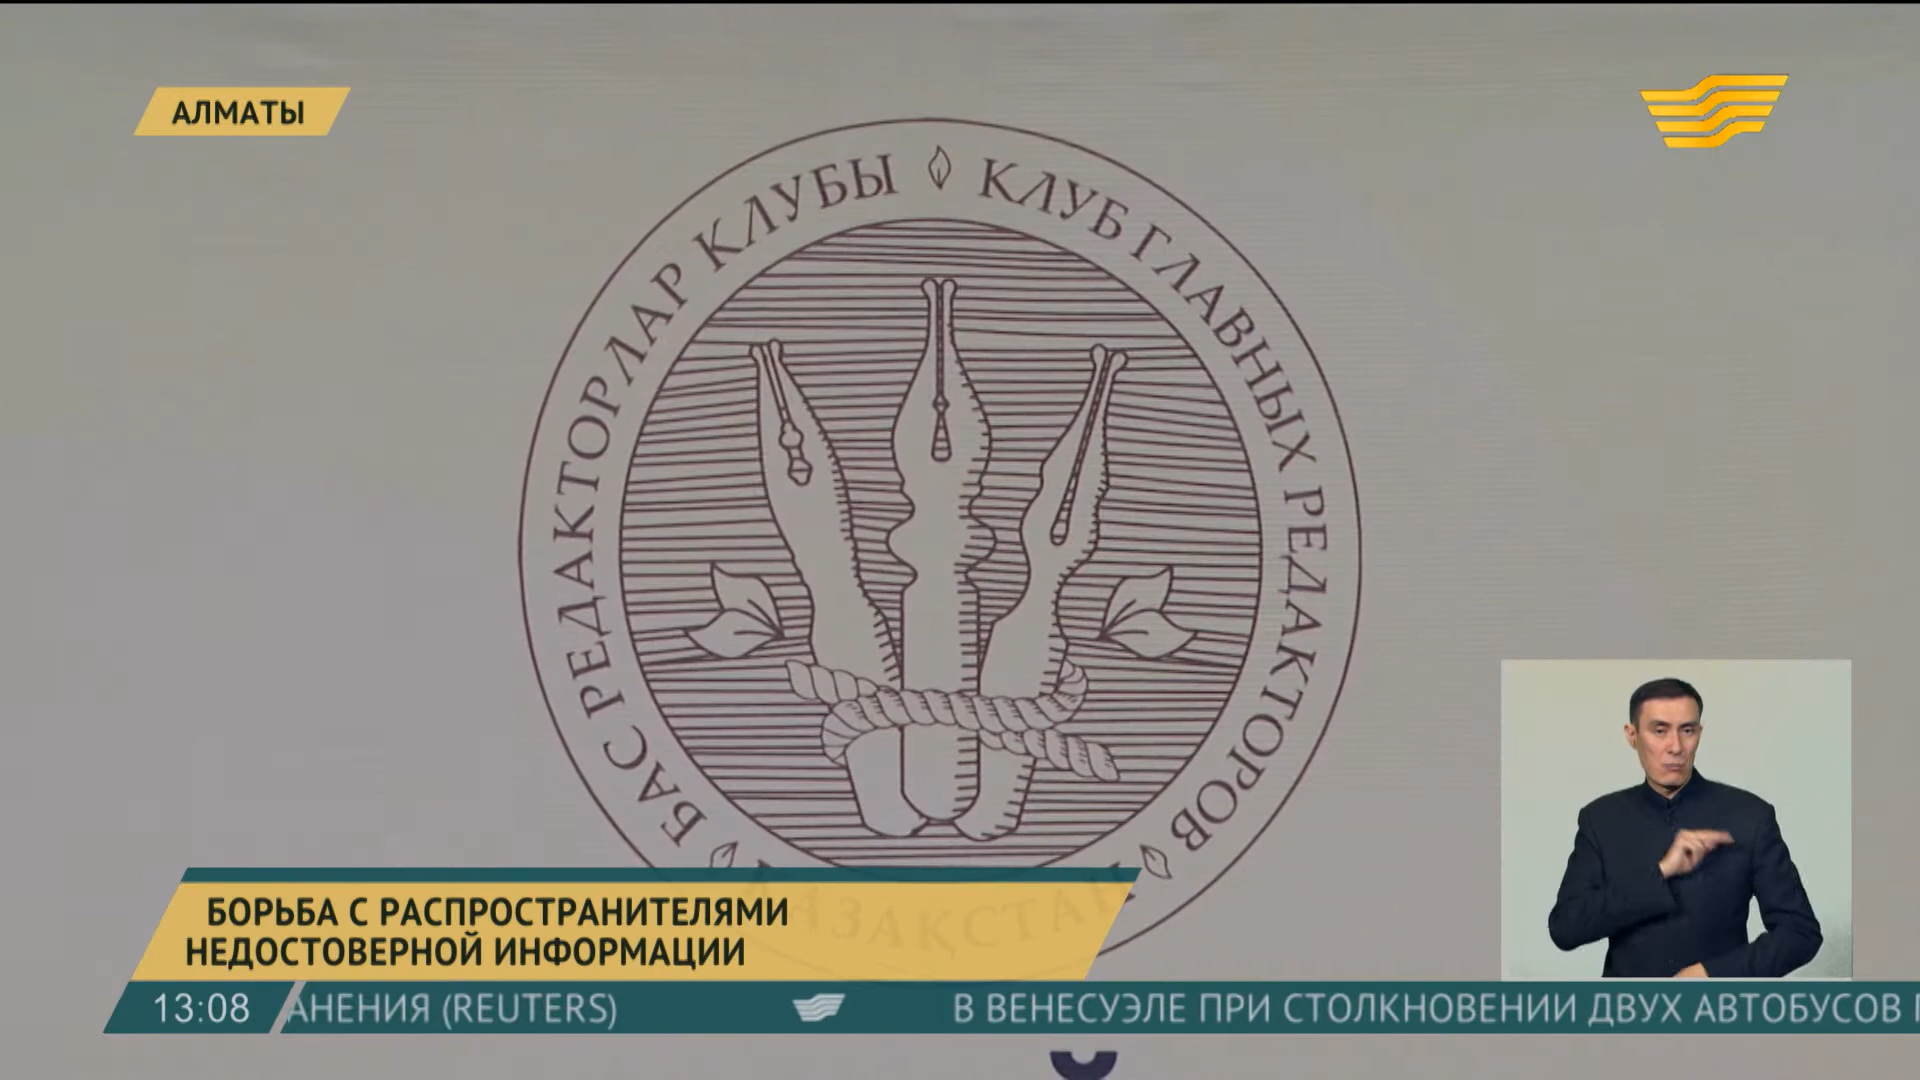 АЛМАТЫ
БАС РЕДАКТОРЛАР КЛУБЫ
КЛУБ ГЛАВНЫХ РЕДАКТОРОВ
ҚАЗАҚСТАН
БОРЬБА С РАСПРОСТРАНИТЕЛЯМИ
НЕДОСТОВЕРНОЙ ИНФОРМАЦИИ
13:08 АНЕНИЯ (REUTERS) В ВЕНЕСУЭЛЕ ПРИ СТОЛКНОВЕНИИ ДВУХ АВТОБУСОВ